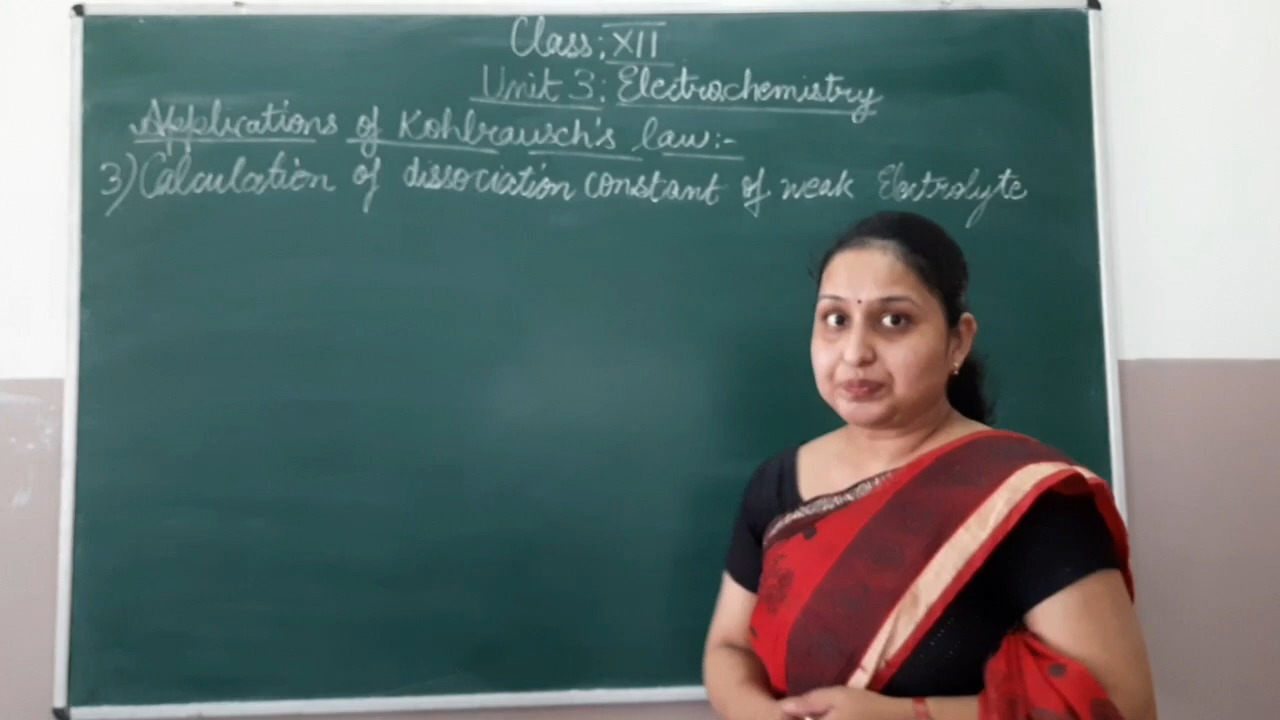 Class: XII
Unit 3: Electrochemistry
Applications of Kohlrausch's law:-
3) Calculation of dissociation constant of weak Electrolyte